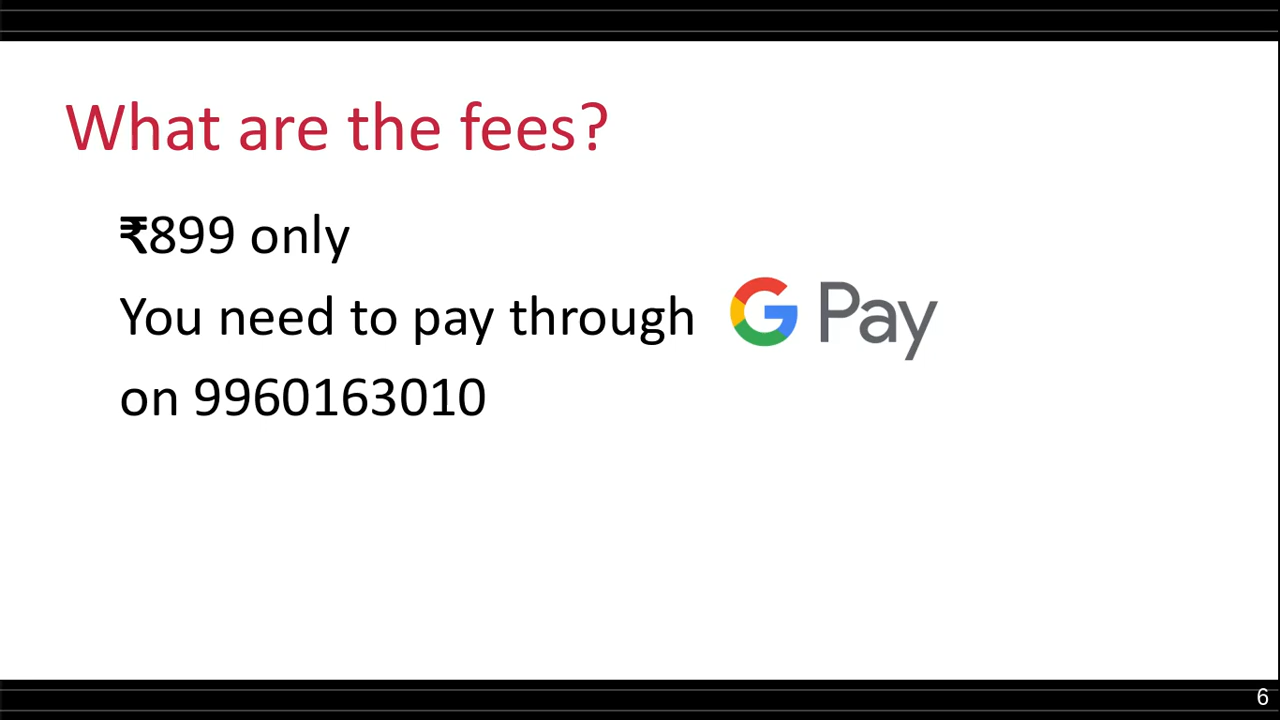 What are the fees?
₹899 only
You need to pay through G Pay
on 9960163010
6